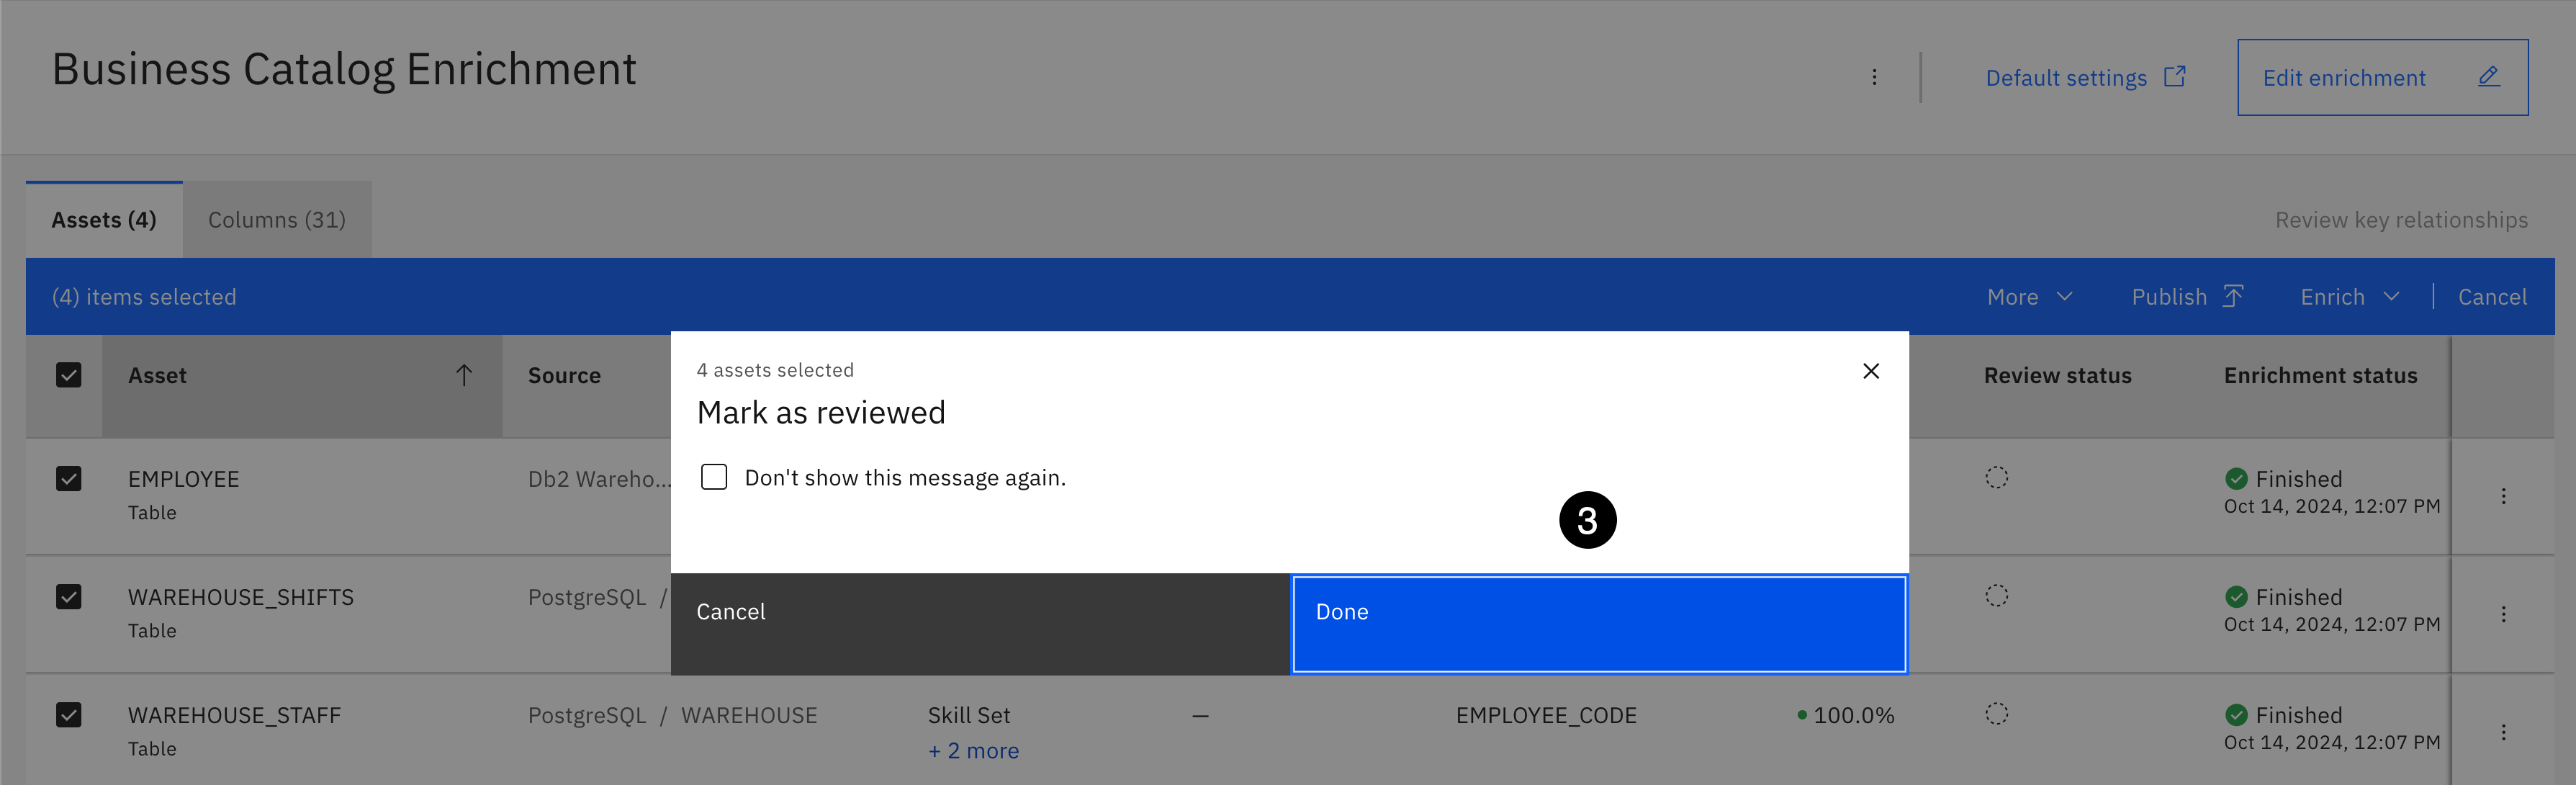 Business Catalog Enrichment
Default settings
Edit enrichment
Assets (4)
Columns (31)
Review key relationships
(4) items selected
More
Publish
Enrich
Cancel
Asset
Source
Review status
Enrichment status
4 assets selected
Mark as reviewed
Don't show this message again.
3
Cancel
Done
EMPLOYEE
Table
Db2 Wareho...
Finished
Oct 14, 2024, 12:07 PM
WAREHOUSE_SHIFTS
Table
PostgreSQL /
Finished
Oct 14, 2024, 12:07 PM
WAREHOUSE_STAFF
Table
PostgreSQL / WAREHOUSE
Skill Set
+ 2 more
—
EMPLOYEE_CODE
100.0%
Finished
Oct 14, 2024, 12:07 PM